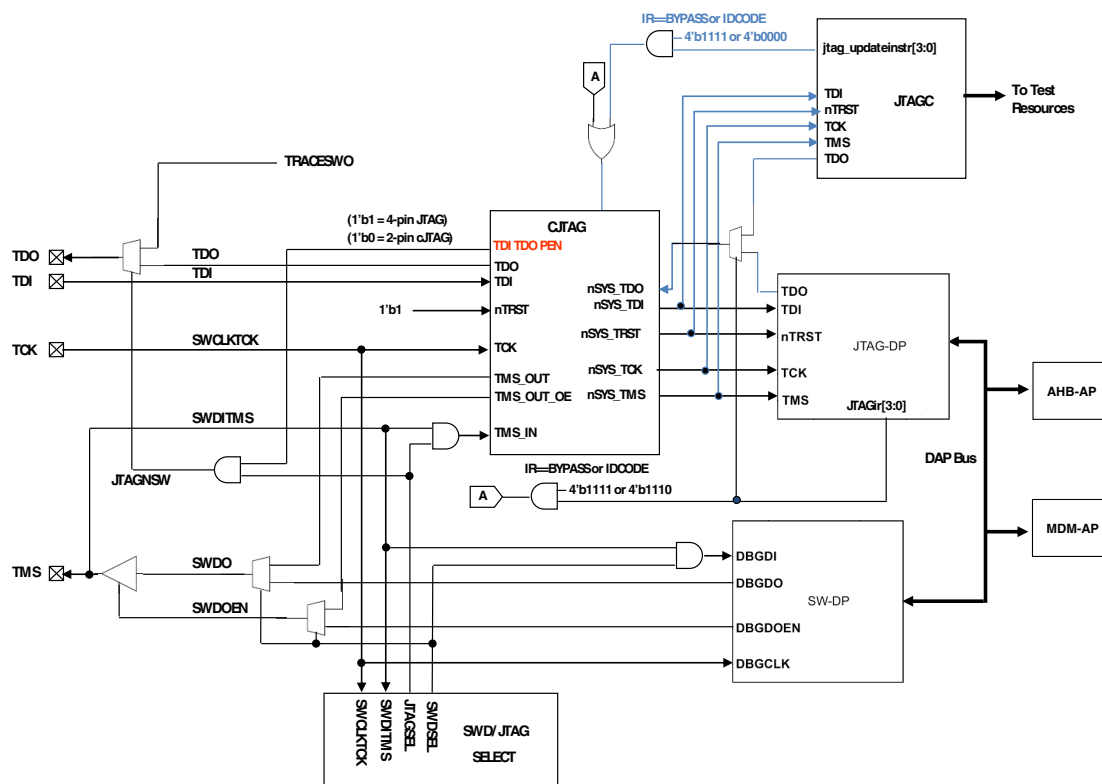 IR==BYPASS or IDCODE
4'b1111 or 4'b0000
jtag_updateinstr[3:0]
A
JTAGC
TDI
nTRST
TCK
TMS
TDO
To Test
Resources
TRACESWO
(1'b1 = 4-pin JTAG)
(1'b0 = 2-pin cJTAG)
CJTAG
TDI TDO PEN
TDO
TDO
TDO
TDI
TDI
TDI
1'b1
nTRST
TCK
SWCLKTCK
TCK
TMS_OUT
TMS_OUT_OE
TMS_IN
nSYS_TDO
nSYS_TDI
nSYS_TRST
nSYS_TCK
nSYS_TMS
TDO
TDI
nTRST
JTAG-DP
TCK
TMS
JTAGir[3:0]
AHB-AP
SWDITMS
JTAGNSW
IR==BYPASS or IDCODE
A
4'b1111 or 4'b1110
DAP Bus
MDM-AP
TMS
SWDO
SWDOEN
DBGDI
DBGDO
SW-DP
DBGDOEN
DBGCLK
SWCLKTCK
SWDITMS
JTAGSEL
SWDSEL
SWD/JTAG
SELECT